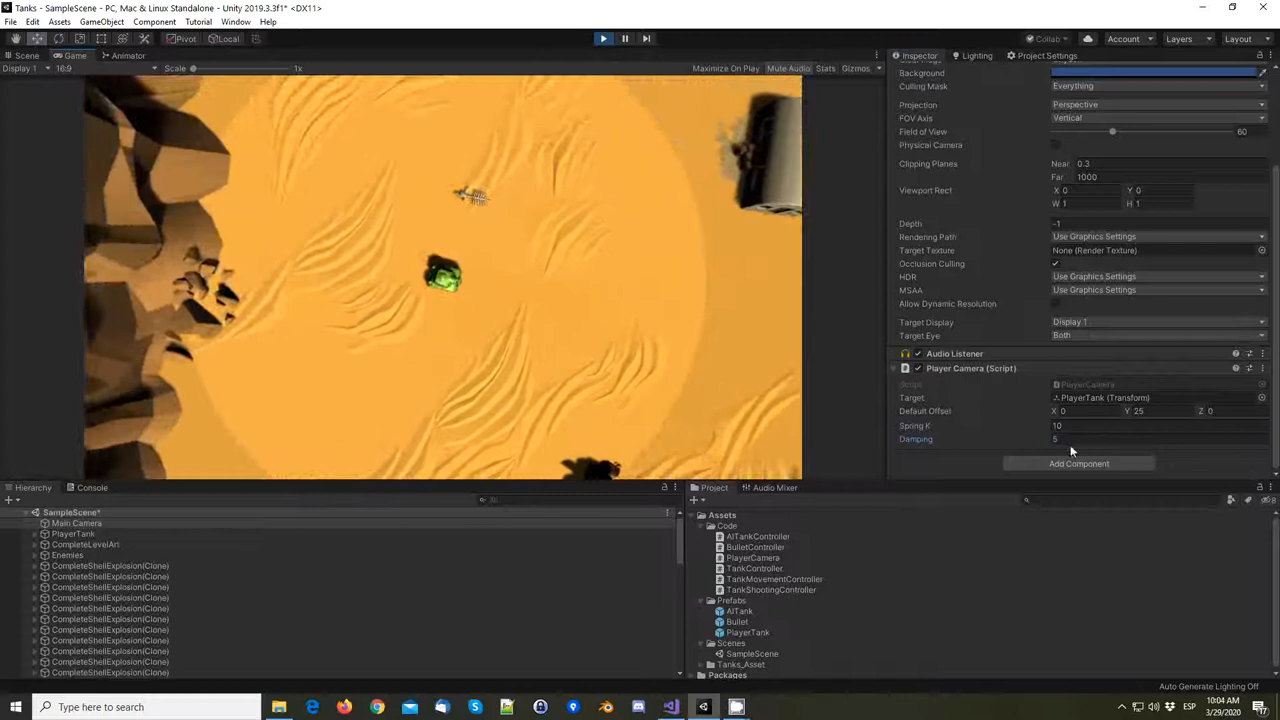 Tanks - SampleScene - PC, Mac & Linux Standalone - Unity 2019.3.3f1* <DX11>
File Edit Assets GameObject Component Tutorial Window Help
Pivot Local Collab Account Layers Layout
Scene Game Animator
Display 1 16:9 Scale 1x Maximize On Play Mute Audio Stats Gizmos
Inspector Lighting Project Settings
Background
Culling Mask Everything
Projection Perspective
FOV Axis Vertical
Field of View 60
Physical Camera
Clipping Planes Near 0.3
Far 1000
Viewport Rect X 0 Y 0
W 1 H 1
Depth -1
Rendering Path Use Graphics Settings
Target Texture None (Render Texture)
Occlusion Culling
HDR Use Graphics Settings
MSAA Use Graphics Settings
Allow Dynamic Resolution
Target Display Display 1
Target Eye Both
Audio Listener
Player Camera (Script)
Script PlayerCamera
Target PlayerTank (Transform)
Default Offset X 0 Y 25 Z 0
Spring K 10
Damping 5
Add Component
Hierarchy Console
All
SampleScene*
Main Camera
PlayerTank
CompleteLevelArt
Enemies
CompleteShellExplosion(Clone)
CompleteShellExplosion(Clone)
CompleteShellExplosion(Clone)
CompleteShellExplosion(Clone)
CompleteShellExplosion(Clone)
CompleteShellExplosion(Clone)
CompleteShellExplosion(Clone)
CompleteShellExplosion(Clone)
CompleteShellExplosion(Clone)
CompleteShellExplosion(Clone)
CompleteShellExplosion(Clone)
Project Audio Mixer
8
Assets
Code
AITankController
BulletController
PlayerCamera
TankController
TankMovementController
TankShootingController
Prefabs
AITank
Bullet
PlayerTank
Scenes
SampleScene
Tanks_Asset
Packages
Auto Generate Lighting Off
Type here to search
ESP
10:04 AM
3/29/2020